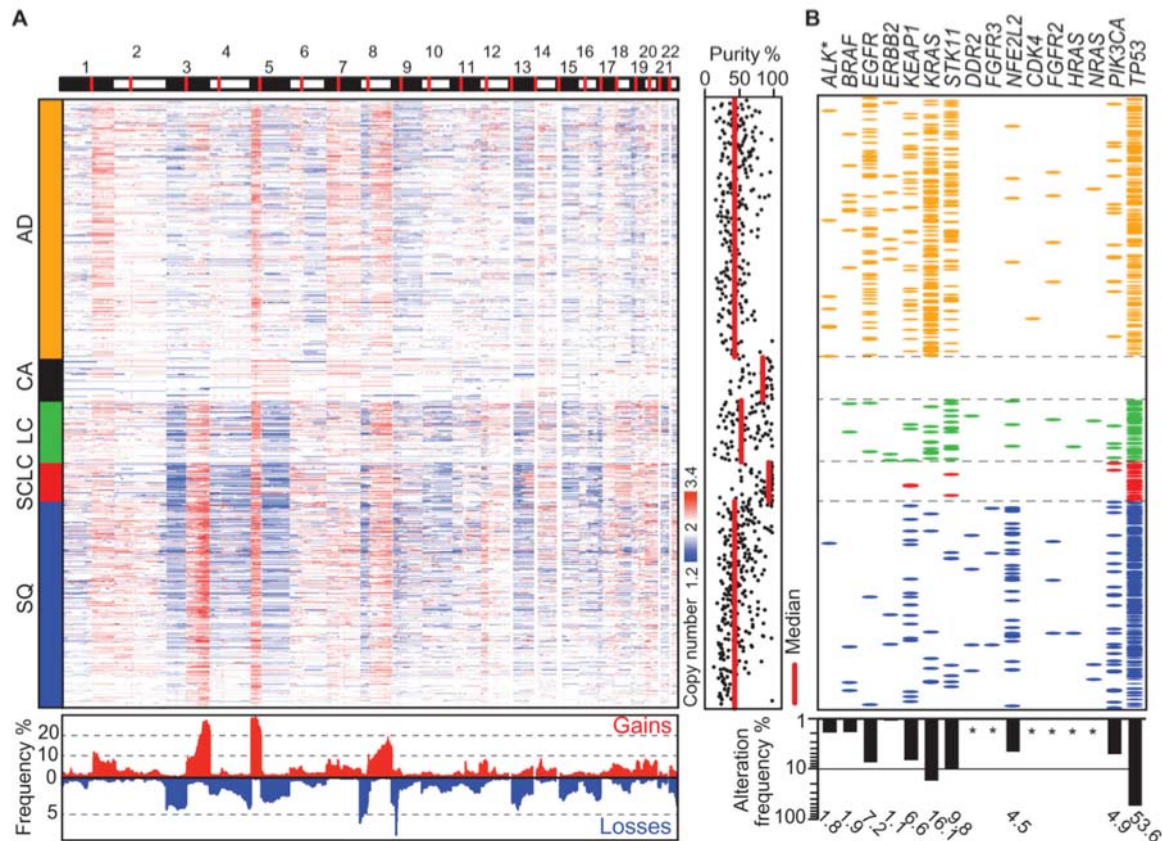 A
1 2 3 4 5 6 7 8 9 10 11 12 13 14 15 16 17 18 19 20 21 22
AD
CA
LC
SCLC
SQ
Copy number
1.2 2 3.4
Frequency %
20
10
0
5
Gains
Losses
Purity %
0 50 100
Median
B
ALK*
BRAF
EGFR
ERBB2
KEAP1
KRAS
STK11
DDR2
FGFR3
NFE2L2
CDK4
FGFR2
HRAS
NRAS
PIK3CA
TP53
Alteration
frequency %
1
10
100
* * * * * *
1.8 1.9 7.2 1.1 6.6 16.1 9.8 4.5 4.9 53.6